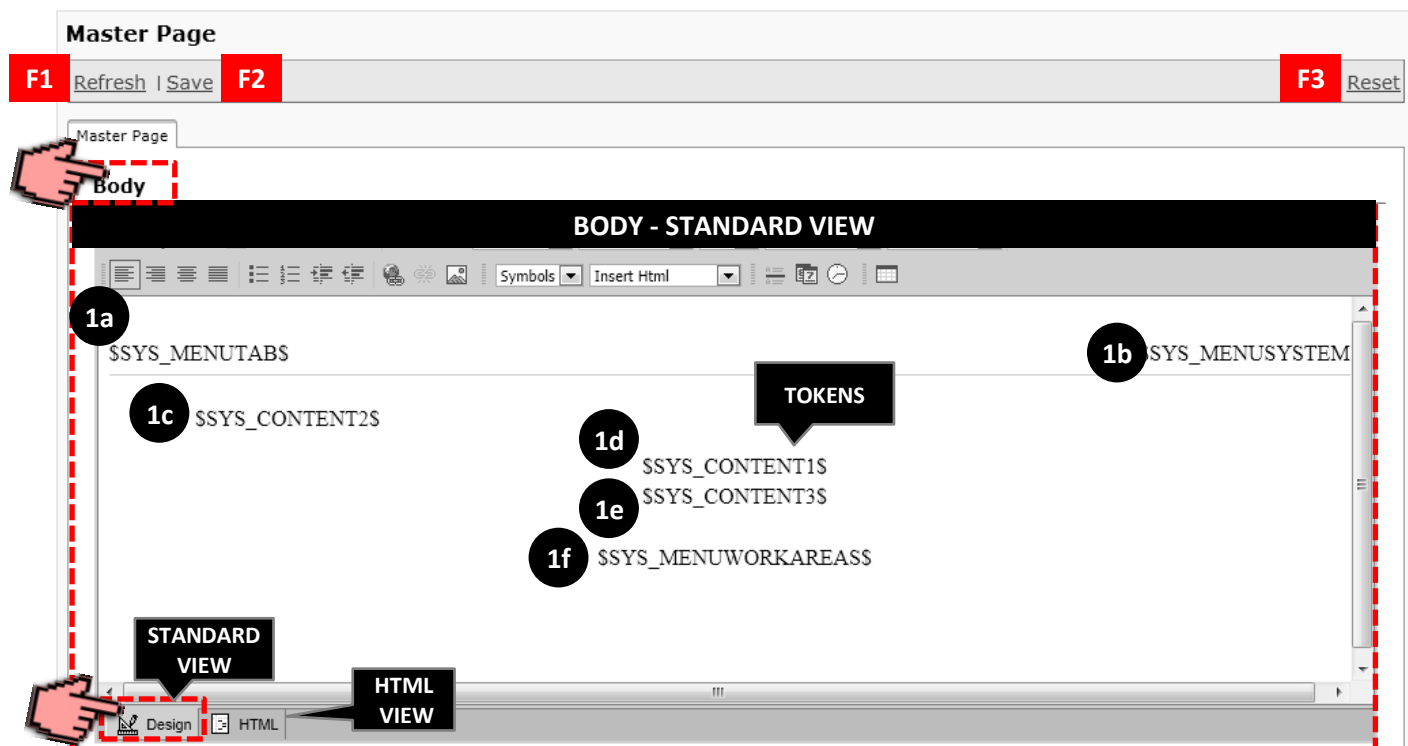 Master Page
F1 Refresh | Save F2 F3 Reset
Master Page
Body
BODY - STANDARD VIEW
Symbols Insert Html
1a
$SYS_MENUTAB$ 1b $SYS_MENUSYSTEM
TOKENS
1c $SYS_CONTENT2$
1d
$SYS_CONTENT1$
$SYS_CONTENT3$
1e
1f $SYS_MENUWORKAREAS$
STANDARD
VIEW
HTML
VIEW
Design HTML